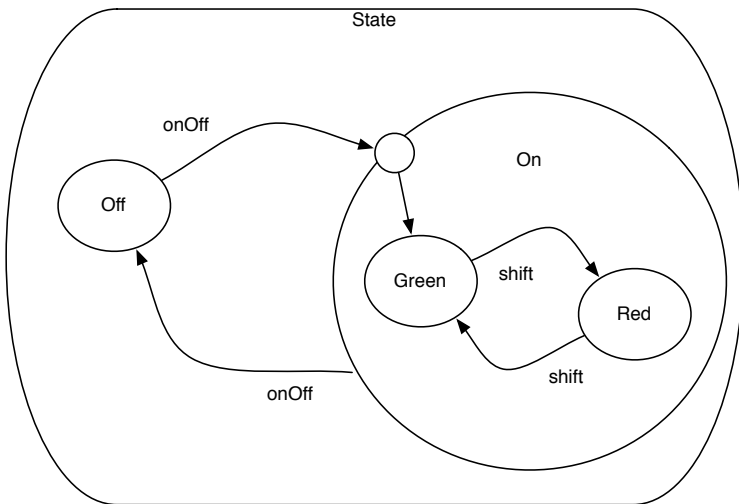 State
onOff
On
Off
Green
shift
Red
shift
onOff